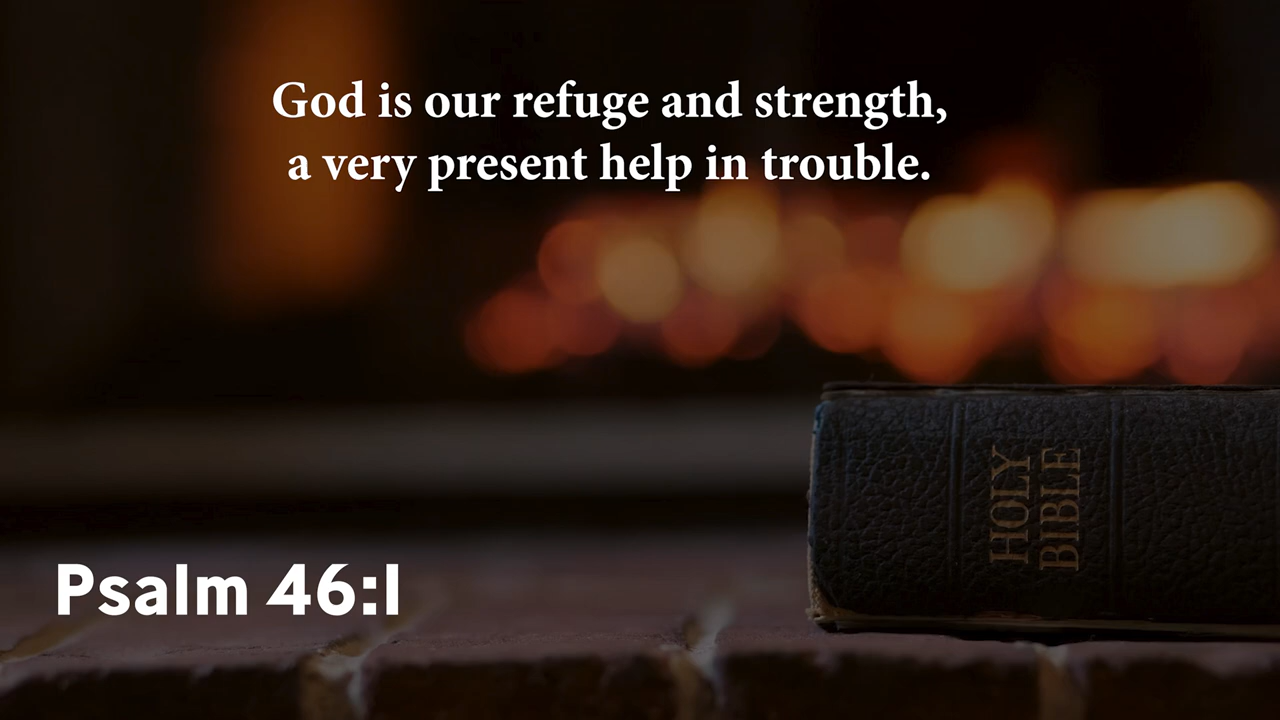 God is our refuge and strength,
a very present help in trouble.
HOLY
BIBLE
Psalm 46:1